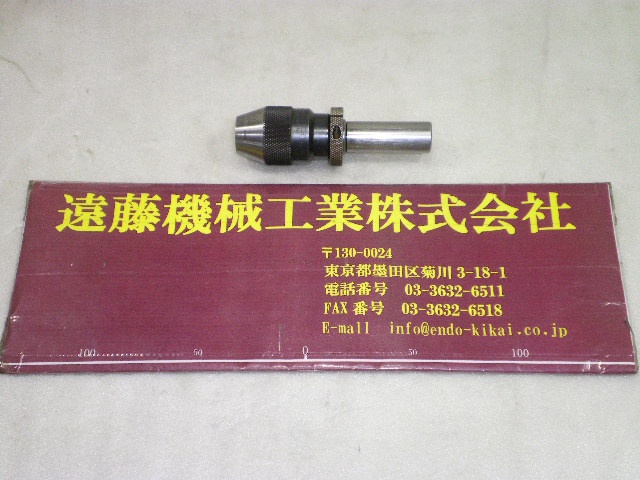 遠藤機械工業株式会社
〒130-0024
東京都墨田区菊川 3-18-1
電話番号 03-3632-6511
FAX 番号 03-3632-6518
E-mall info@endo-kikai.co.jp
100 50 0 50 100